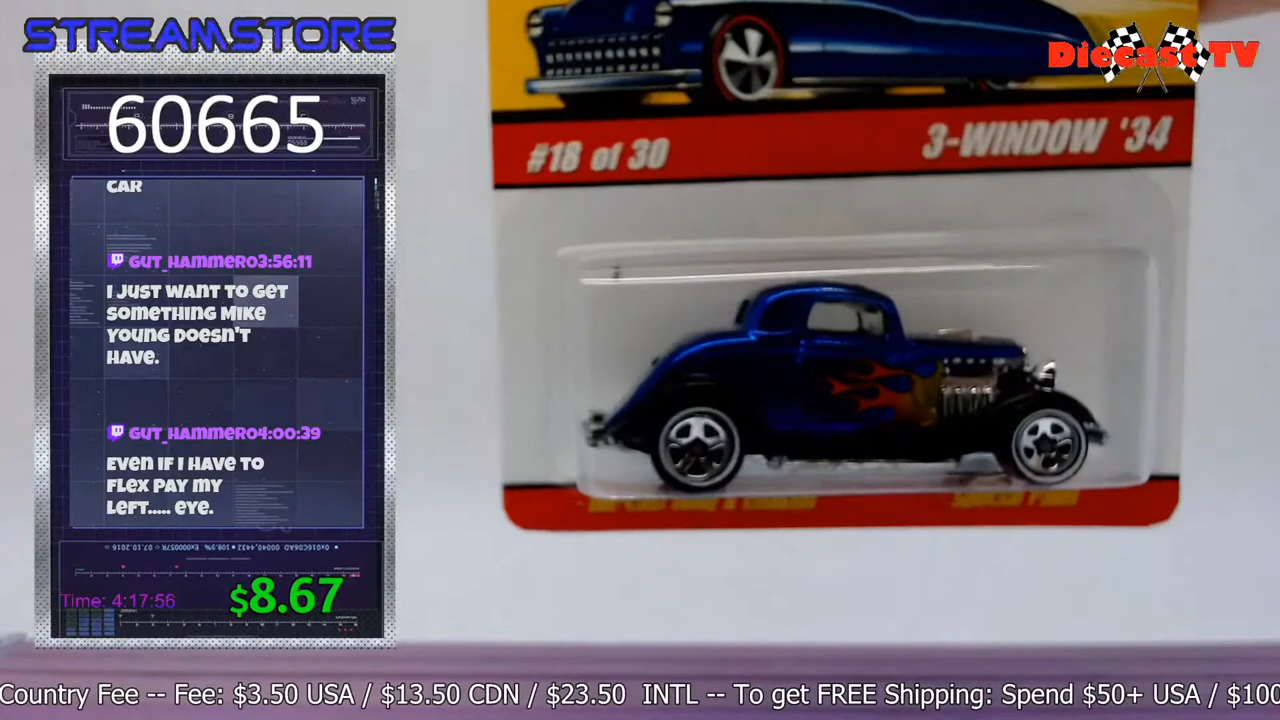 STREAMSTORE
60665
CAR
GUT_HAMMER03:56:11
I JUST WANT TO GET
SOMETHING MIKE
YOUNG DOESN'T
HAVE.
GUT_HAMMER04:00:39
EVEN IF I HAVE TO
FLEX PAY MY
LEFT..... EYE.
Time: 4:17:56
$8.67
Diecast TV
#18 of 30
3-WINDOW '34
Country Fee -- Fee: $3.50 USA / $13.50 CDN / $23.50 INTL -- To get FREE Shipping: Spend $50+ USA / $100